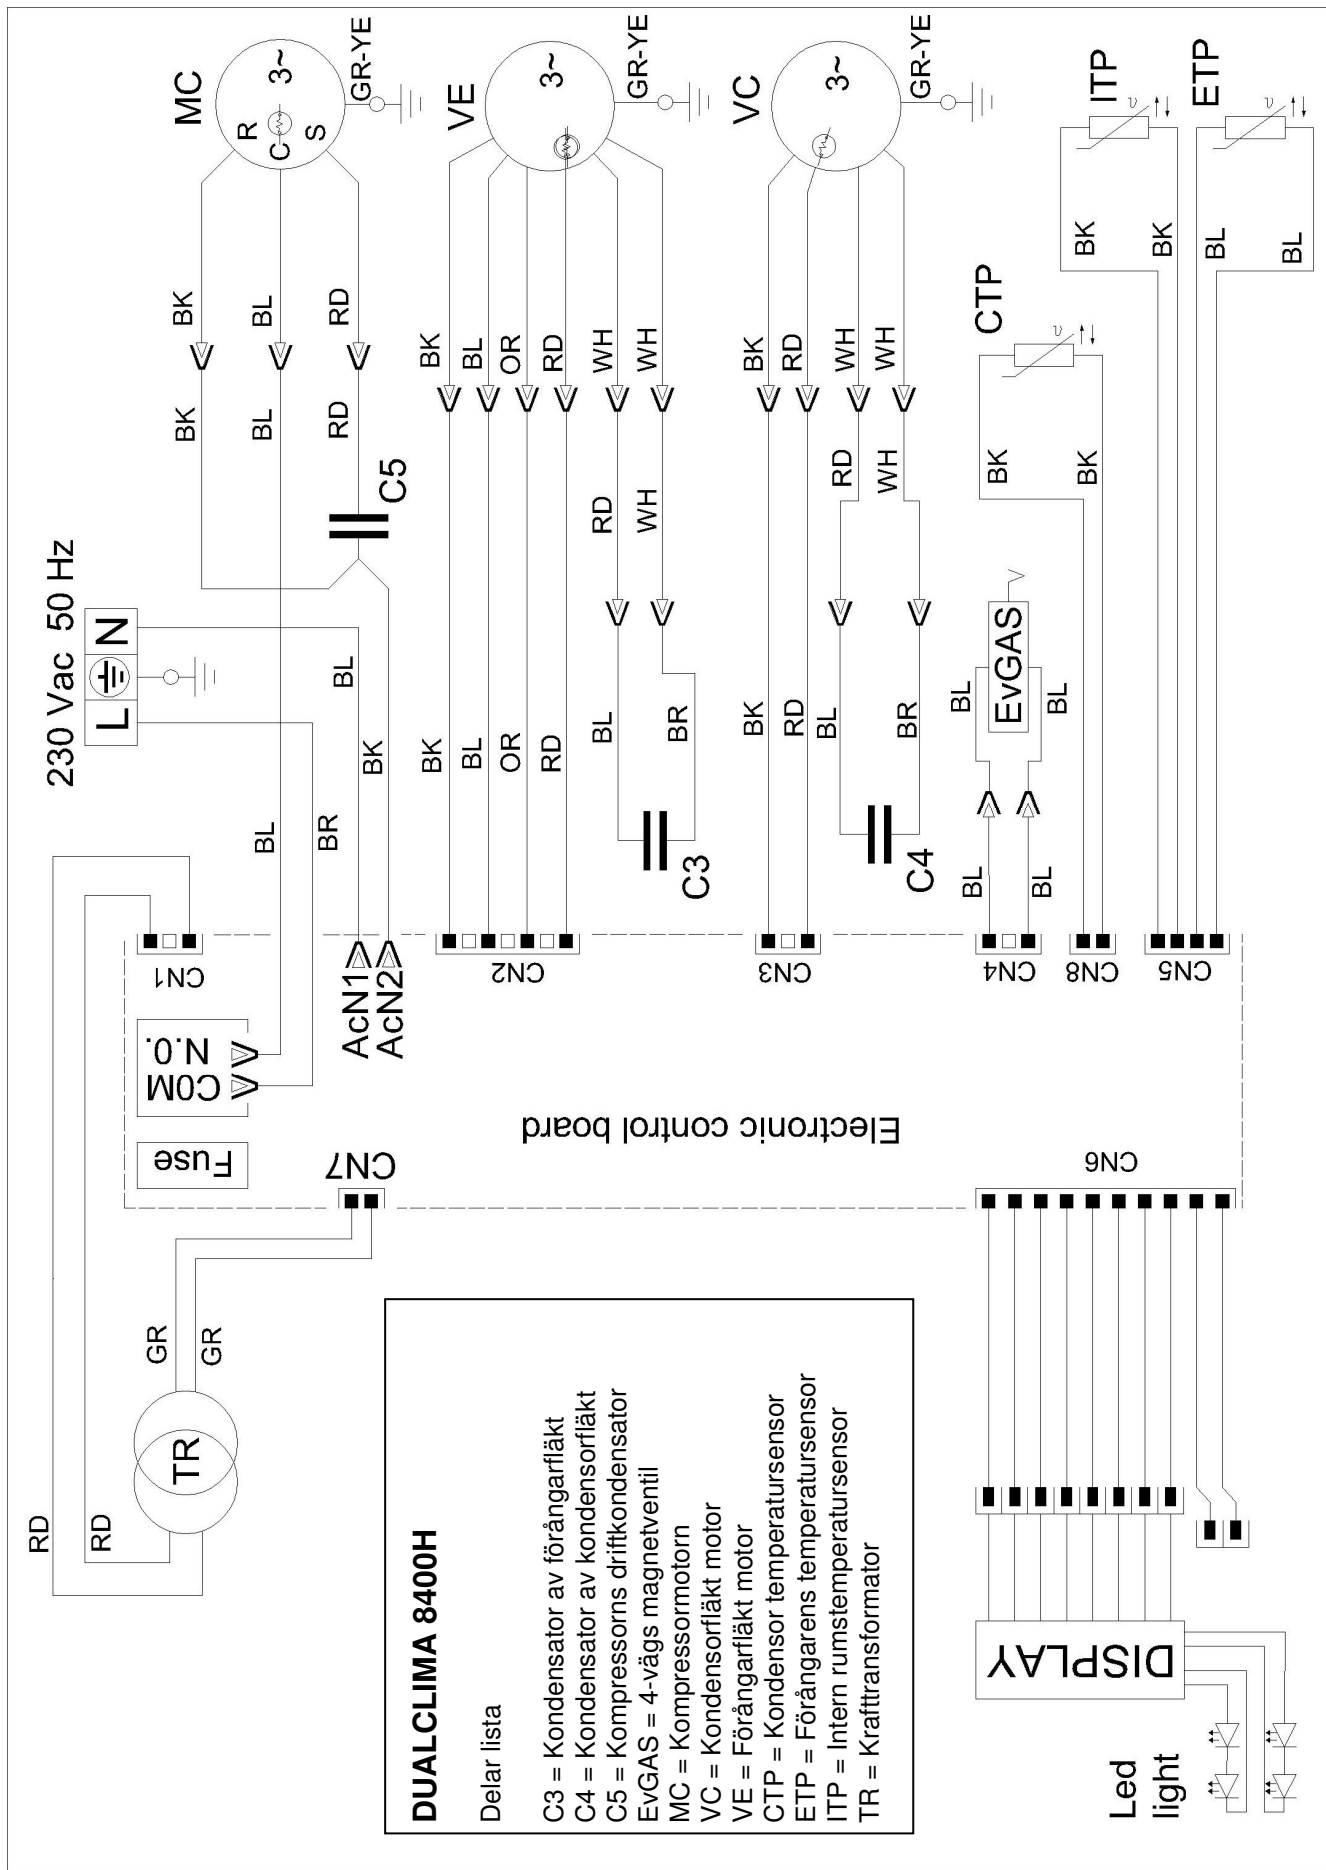 230 Vac 50 Hz
L
N
MC
3~
R
C
S
GR-YE
BK
BL
RD
BK
BL
RD
C5
BL
BK
BL
BR
VE
3~
GR-YE
BK
BL
OR
RD
WH
WH
RD
WH
BK
BL
OR
RD
BL
BR
C3
VC
3~
GR-YE
BK
RD
WH
WH
RD
WH
BK
RD
BL
BR
C4
CTP
BK
BK
EvGAS
BL
BL
BL
BL
ITP
BK
BK
ETP
BL
BL
CN1
N.O.
COM
Fuse
AcN1
AcN2
CN2
CN3
CN4
CN8
CN5
CN7
CN6
Electronic control board
TR
RD
RD
GR
GR
DISPLAY
Led
light
DUALCLIMA 8400H
Delar lista
C3 = Kondensator av förångarfläkt
C4 = Kondensator av kondensorfläkt
C5 = Kompressorns driftkondensator
EvGAS = 4-vägs magnetventil
MC = Kompressormotorn
VC = Kondensorfläkt motor
VE = Förångarfläkt motor
CTP = Kondensor temperatursensor
ETP = Förångarens temperatursensor
ITP = Intern rumstemperatursensor
TR = Krafttransformator